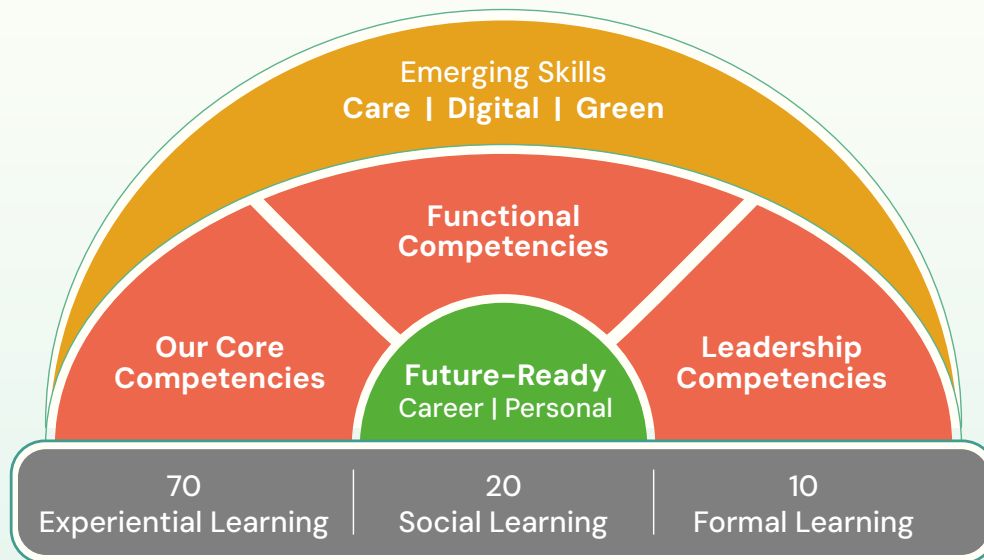 Emerging Skills
Care | Digital | Green
Functional
Competencies
Our Core
Competencies
Leadership
Competencies
Future-Ready
Career | Personal
70
Experiential Learning
20
Social Learning
10
Formal Learning